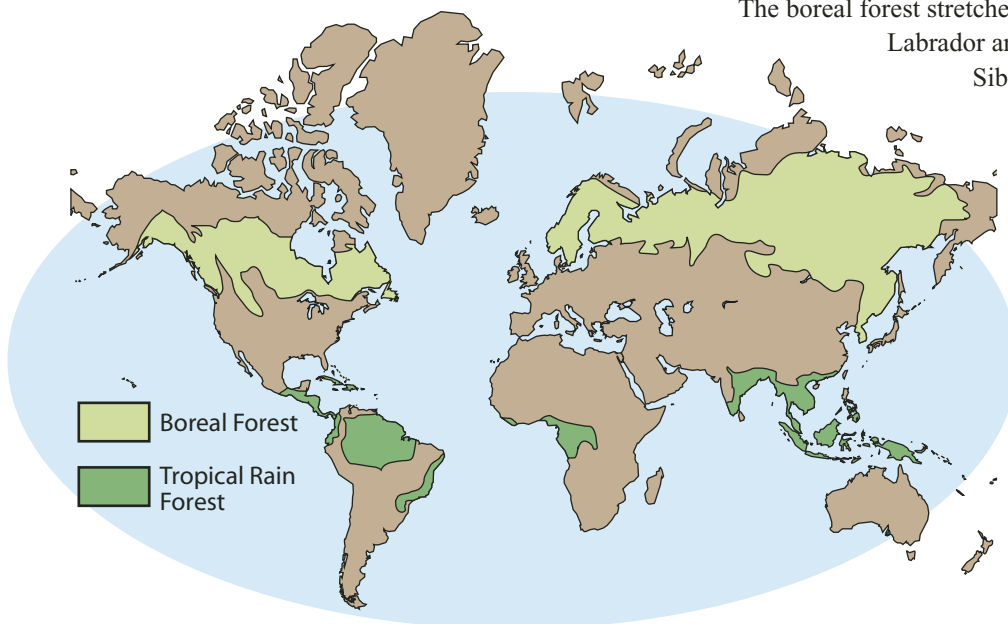 The boreal forest stretche
Labrador ar
Sib
Boreal Forest
Tropical Rain
Forest